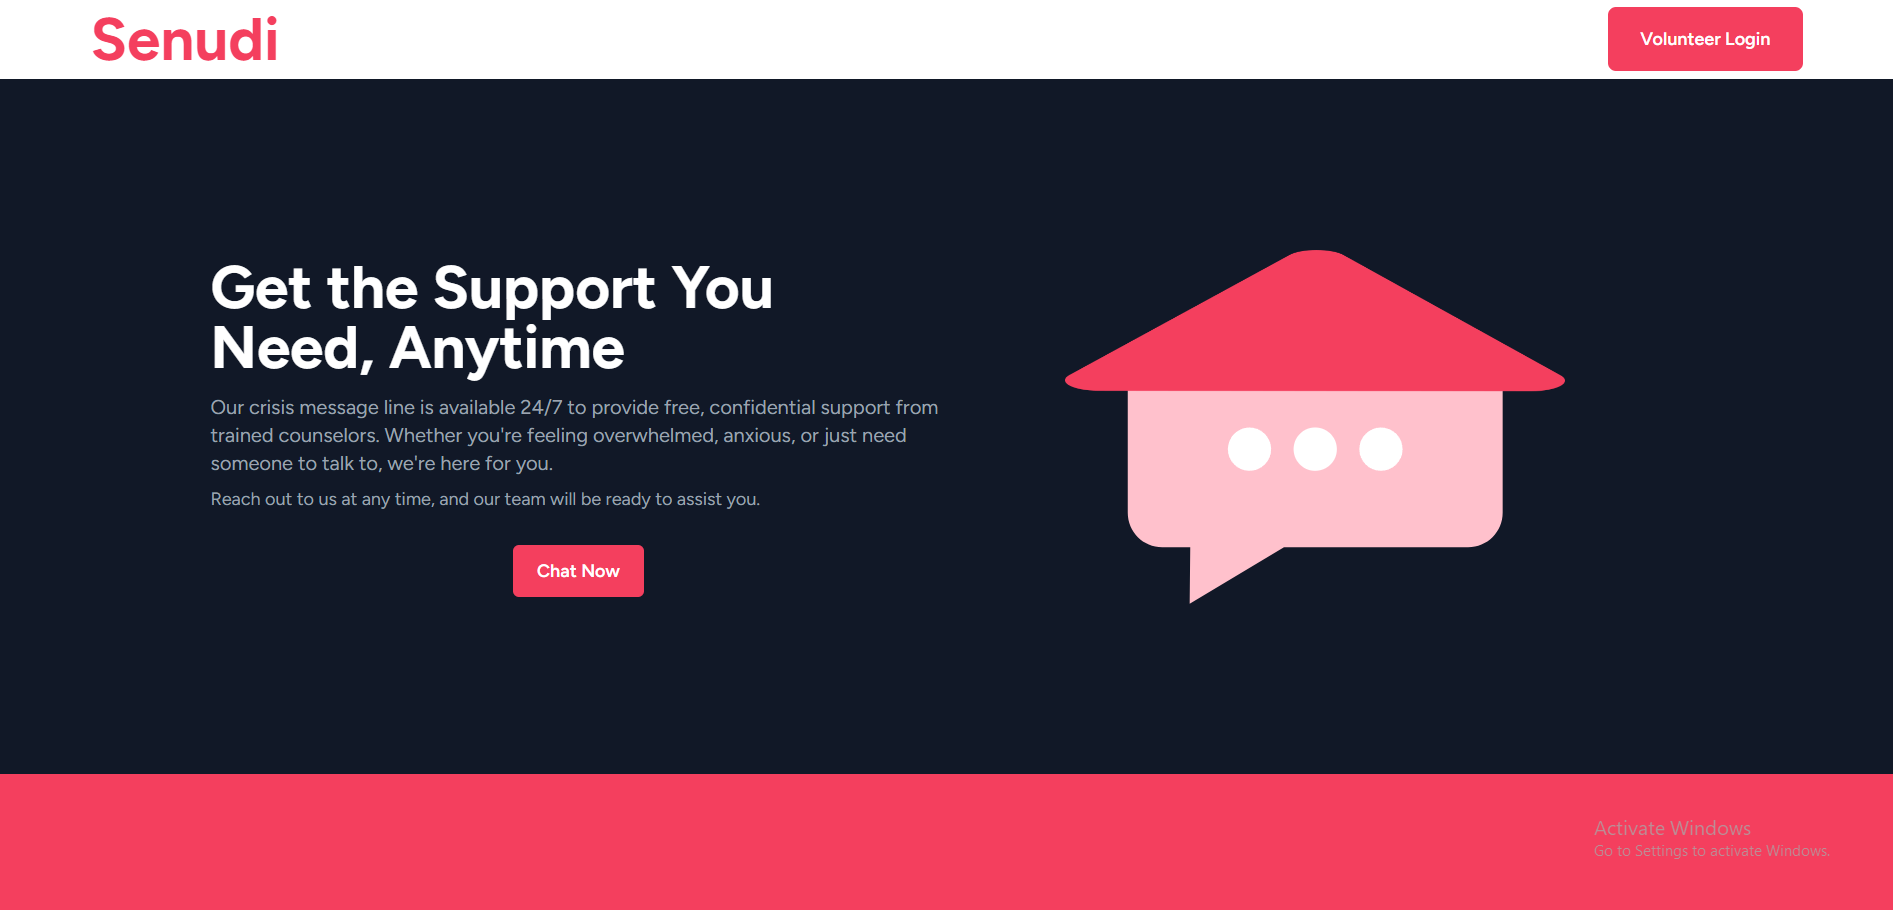 Senudi
Volunteer Login
Get the Support You
Need, Anytime
Our crisis message line is available 24/7 to provide free, confidential support from
trained counselors. Whether you're feeling overwhelmed, anxious, or just need
someone to talk to, we're here for you.
Reach out to us at any time, and our team will be ready to assist you.
Chat Now
Activate Windows
Go to Settings to activate Windows.